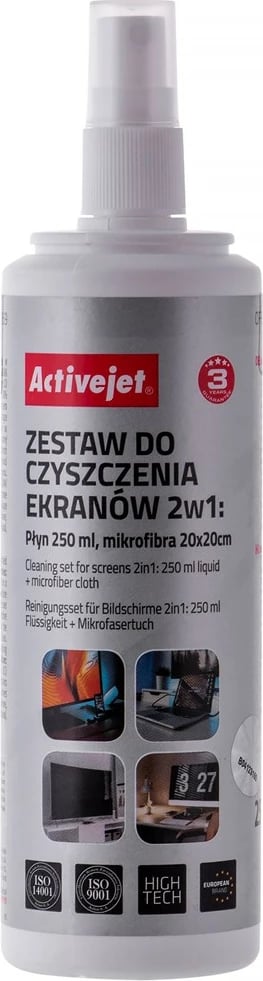 Activejet®
3
YEARS
GUARANTEE
ZESTAW DO
CZYSZCZENIA
EKRANÓW 2w1:
Płyn 250 ml, mikrofibra 20x20cm
Cleaning set for screens 2in1: 250 ml liquid
+ microfiber cloth
Reinigungsset für Bildschirme 2in1: 250 ml
Flüssigkeit + Mikrofasertuch
3 27
ISO
14001
ISO
9001
HIGH
TECH
EUROPEAN
BRAND